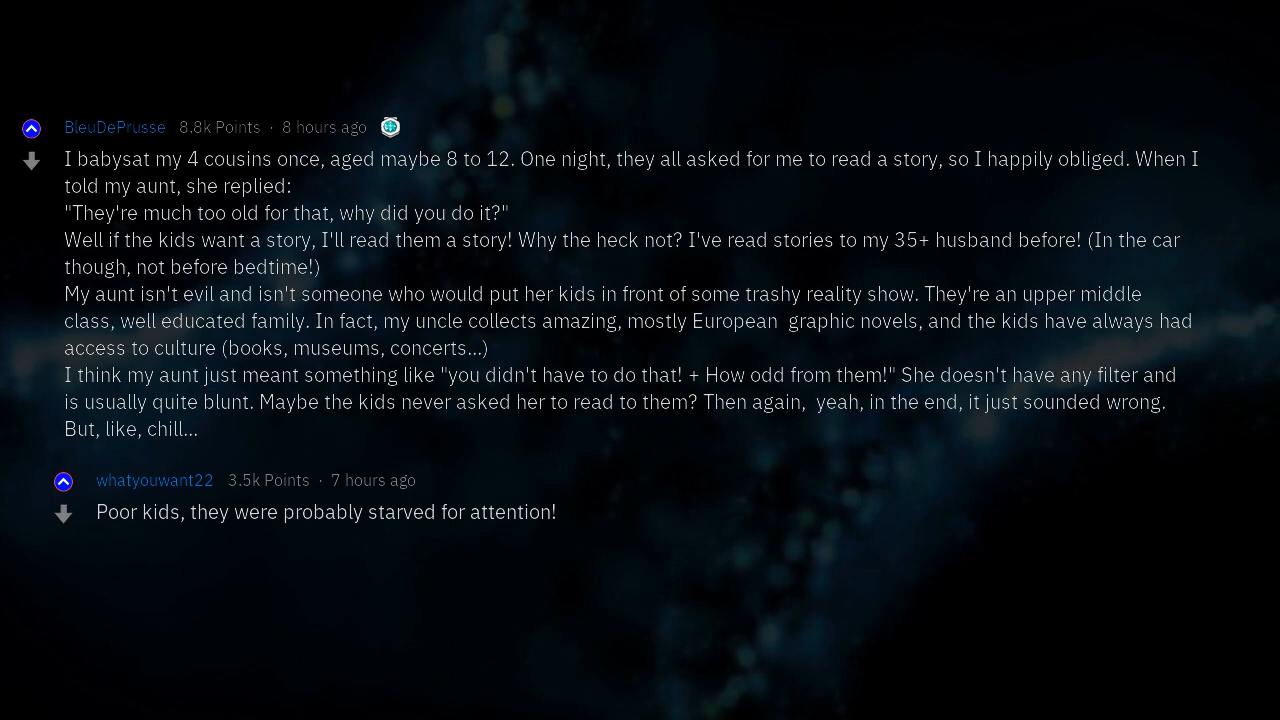 BleuDePrusse 8.8k Points · 8 hours ago
I babysat my 4 cousins once, aged maybe 8 to 12. One night, they all asked for me to read a story, so I happily obliged. When I
told my aunt, she replied:
"They're much too old for that, why did you do it?"
Well if the kids want a story, I'll read them a story! Why the heck not? I've read stories to my 35+ husband before! (In the car
though, not before bedtime!)
My aunt isn't evil and isn't someone who would put her kids in front of some trashy reality show. They're an upper middle
class, well educated family. In fact, my uncle collects amazing, mostly European  graphic novels, and the kids have always had
access to culture (books, museums, concerts...)
I think my aunt just meant something like "you didn't have to do that! + How odd from them!" She doesn't have any filter and
is usually quite blunt. Maybe the kids never asked her to read to them? Then again,  yeah, in the end, it just sounded wrong.
But, like, chill...
whatyouwant22 3.5k Points · 7 hours ago
Poor kids, they were probably starved for attention!